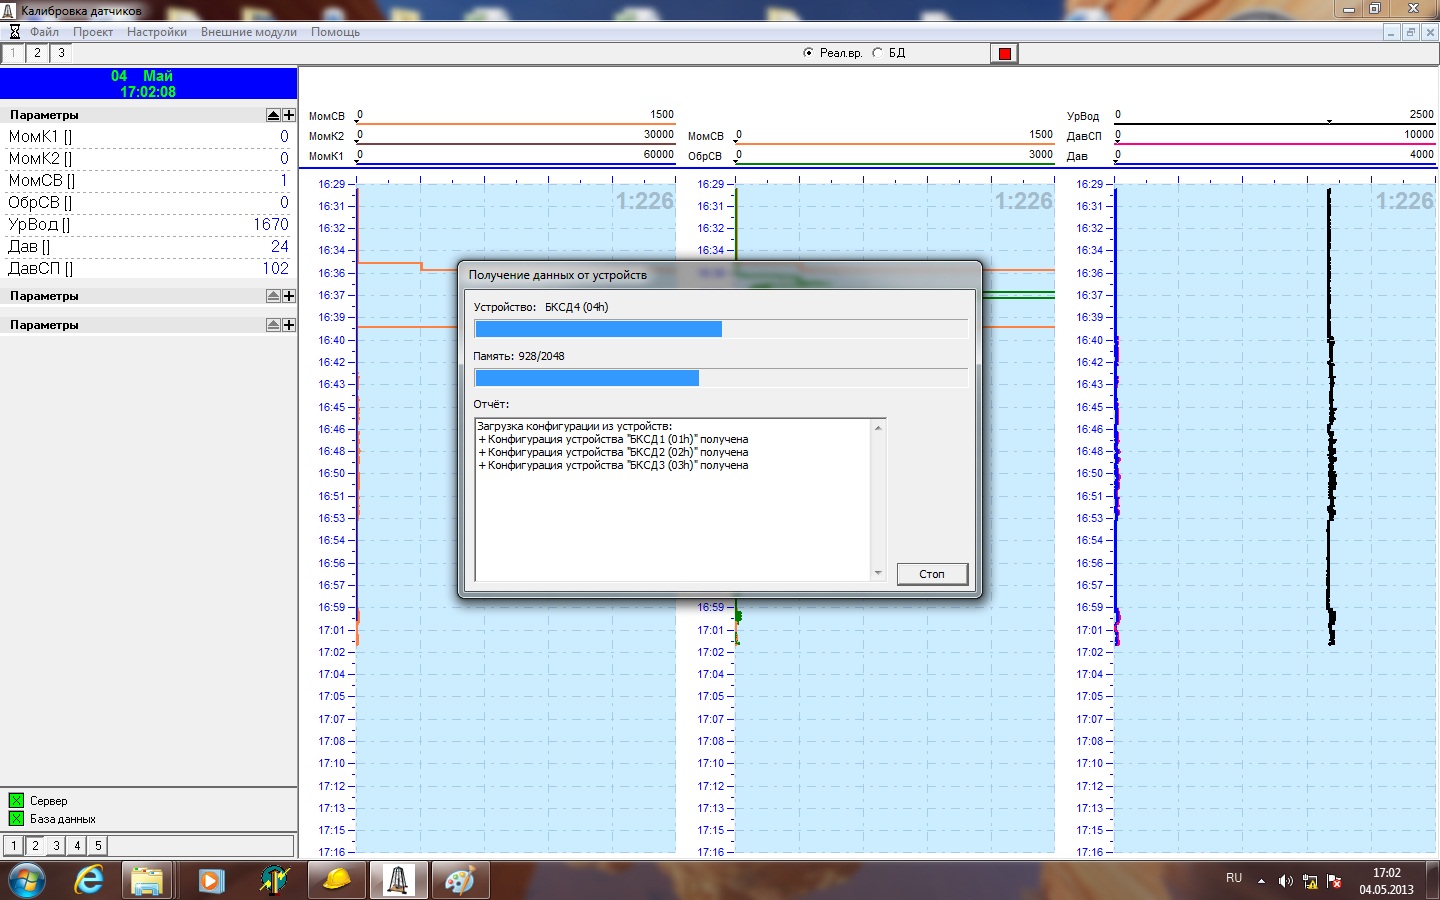 Калибровка датчиков
Файл Проект Настройки Внешние модули Помощь
1 2 3
Реал.вр. БД
04 Май
17:02:08
Параметры
МомК1 [] 0
МомК2 [] 0
МомСВ [] 1
ОбрСВ [] 0
УрВод [] 1670
Дав [] 24
ДавСП [] 102
Параметры
Параметры
Сервер
База данных
1 2 3 4 5
МомСВ 0 1500
МомК2 0 30000
МомК1 0 60000
1:226
16:29
16:31
16:32
16:34
16:36
16:37
16:39
16:40
16:42
16:43
16:45
16:46
16:48
16:50
16:51
16:53
16:54
16:56
16:57
16:59
17:01
17:02
17:04
17:05
17:07
17:08
17:10
17:12
17:13
17:15
17:16
МомСВ 0 1500
ОбрСВ 0 3000
1:226
16:29
16:31
16:32
16:34
16:59
17:01
17:02
17:04
17:05
17:07
17:08
17:10
17:12
17:13
17:15
17:16
УрВод 0 2500
ДавСП 0 10000
Дав 0 4000
1:226
16:29
16:31
16:32
16:34
16:36
16:37
16:39
16:40
16:42
16:43
16:45
16:46
16:48
16:50
16:51
16:53
16:54
16:56
16:57
16:59
17:01
17:02
17:04
17:05
17:07
17:08
17:10
17:12
17:13
17:15
17:16
Получение данных от устройств
Устройство: БКСД4 (04h)
Память: 928/2048
Отчёт:
Загрузка конфигурации из устройств:
+ Конфигурация устройства "БКСД1 (01h)" получена
+ Конфигурация устройства "БКСД2 (02h)" получена
+ Конфигурация устройства "БКСД3 (03h)" получена
Стоп
RU
17:02
04.05.2013